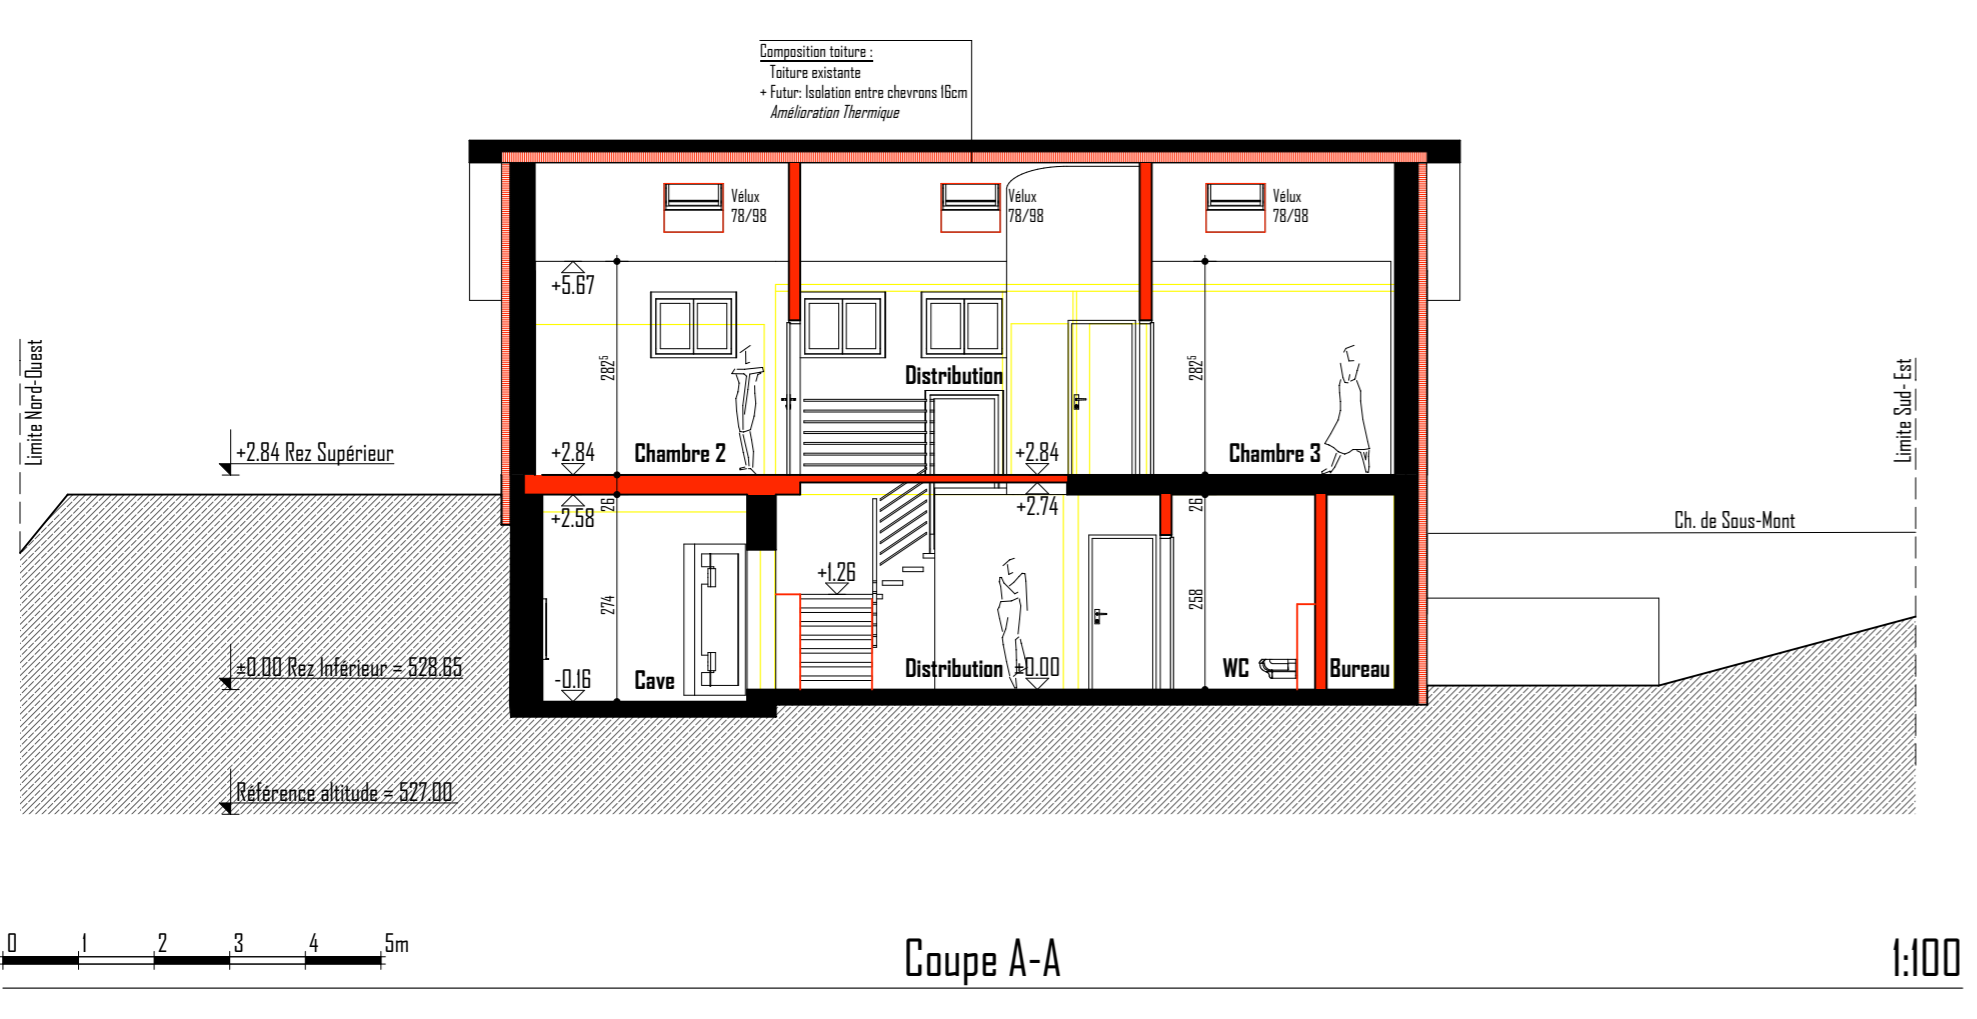 Composition toiture :
Toiture existante
+ Futur: Isolation entre chevrons 16cm
Amélioration Thermique
Vélux
78/98
Vélux
78/98
Vélux
78/98
+5.67
282⁵
282⁵
Distribution
Limite Nord-Ouest
Limite Sud- Est
+2.84 Rez Supérieur
+2.84
Chambre 2
+2.84
Chambre 3
+2.58
26
+2.74
26
Ch. de Sous-Mont
+1.26
274
258
±0.00 Rez Inférieur = 528.65
-0.16
Cave
Distribution
±0.00
WC
Bureau
Référence altitude = 527.00
0 1 2 3 4 5m
Coupe A-A
1:100